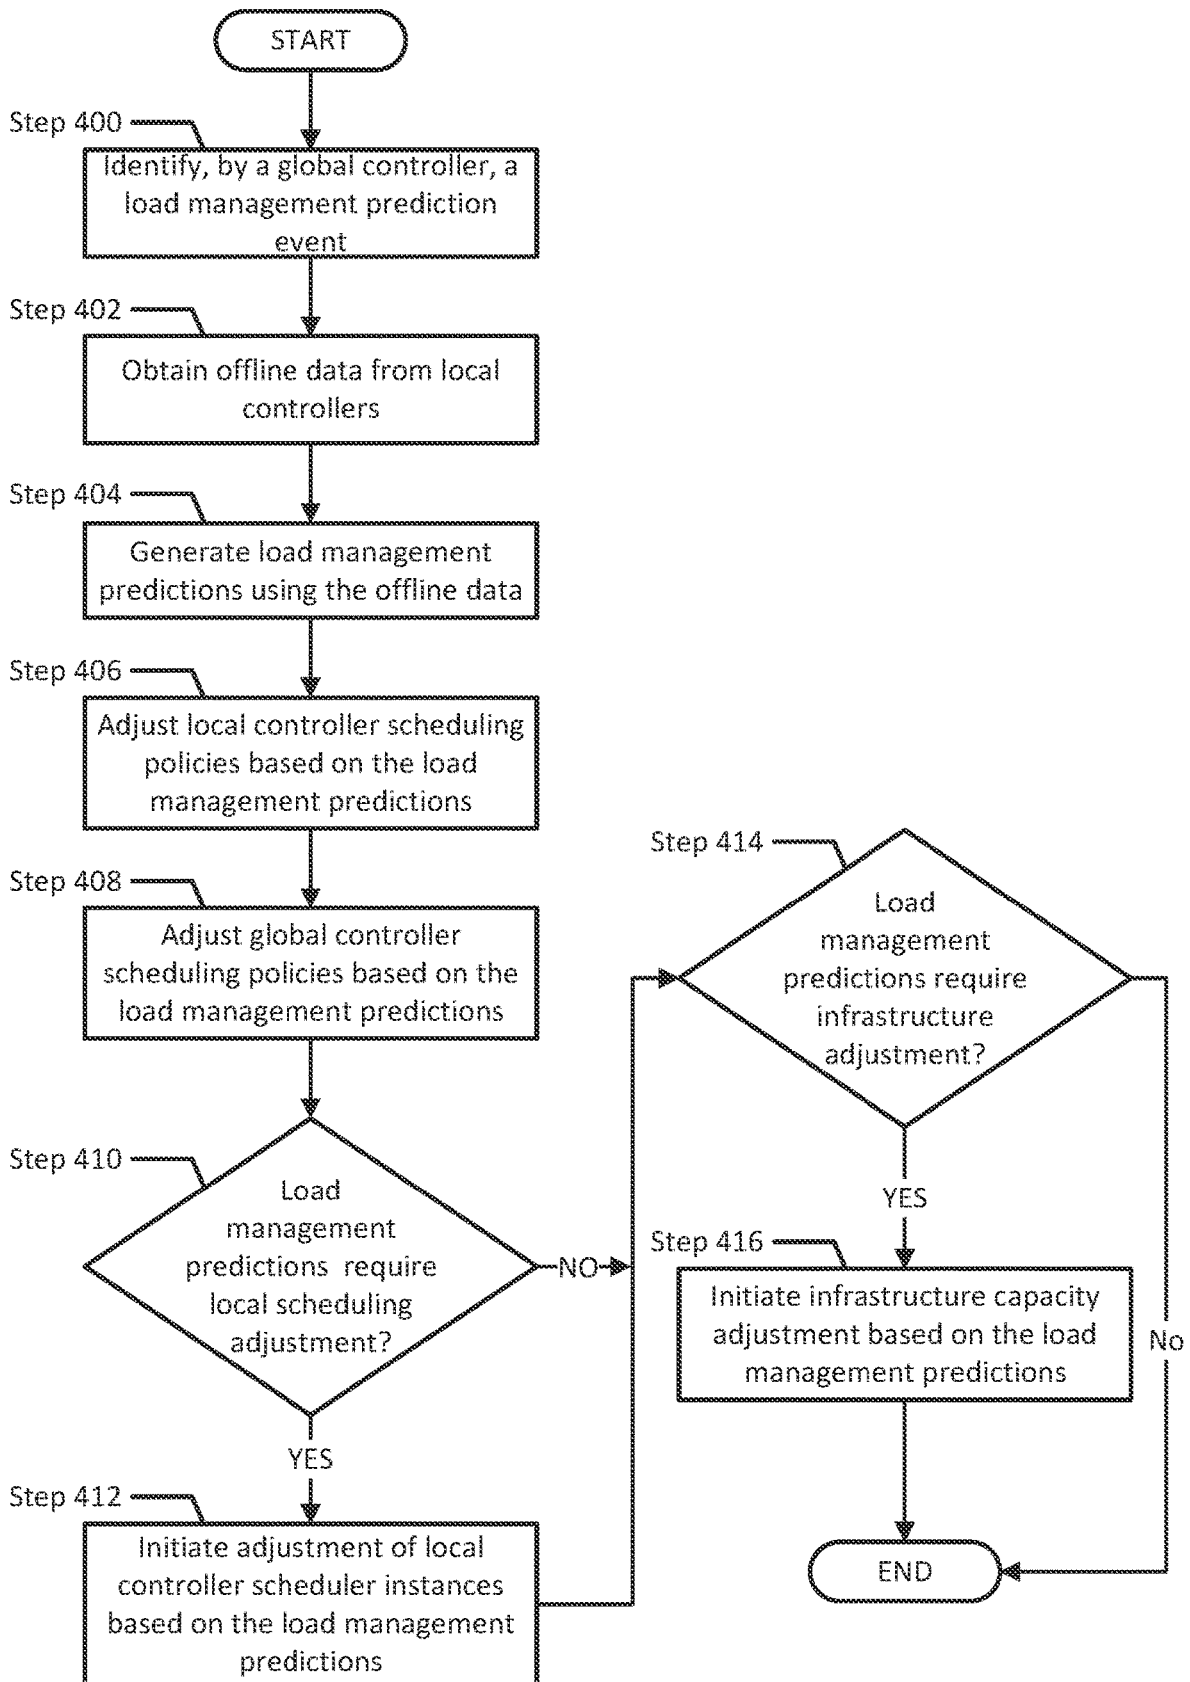 START
Step 400
Identify, by a global controller, a
load management prediction
event
Step 402
Obtain offline data from local
controllers
Step 404
Generate load management
predictions using the offline data
Step 406
Adjust local controller scheduling
policies based on the load
management predictions
Step 408
Adjust global controller
scheduling policies based on the
load management predictions
Step 410
Load
management
predictions require
local scheduling
adjustment?
NO
YES
Step 412
Initiate adjustment of local
controller scheduler instances
based on the load management
predictions
Step 414
Load
management
predictions require
infrastructure
adjustment?
YES
No
Step 416
Initiate infrastructure capacity
adjustment based on the load
management predictions
END